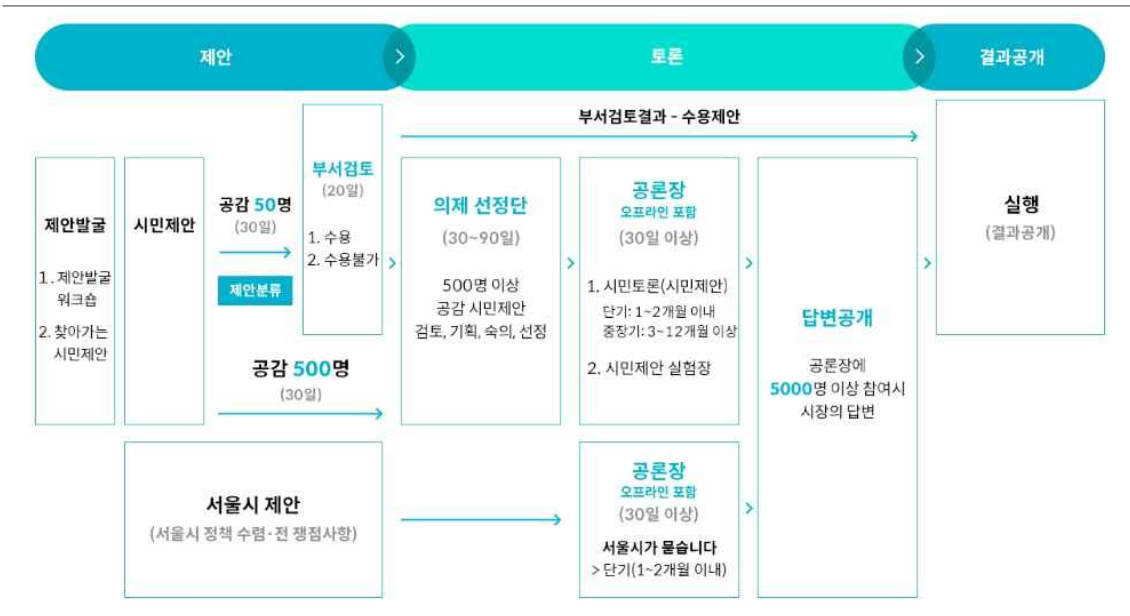 제안
토론
결과공개
부서검토결과 - 수용제안
제안발굴
1. 제안발굴
워크숍
2. 찾아가는
시민제안
시민제안
공감 50명
(30일)
제안분류
부서검토
(20일)
1. 수용
2. 수용불가
공감 500명
(30일)
의제 선정단
(30~90일)
500명 이상
공감 시민제안
검토, 기획, 숙의, 선정
공론장
오프라인 포함
(30일 이상)
1. 시민토론(시민제안)
단기: 1~2개월 이내
중장기: 3~12개월 이상
2. 시민제안 실험장
답변공개
공론장에
5000명 이상 참여시
시장의 답변
실행
(결과공개)
서울시 제안
(서울시 정책 수렴·전 쟁점사항)
공론장
오프라인 포함
(30일 이상)
서울시가 묻습니다
> 단기(1~2개월 이내)